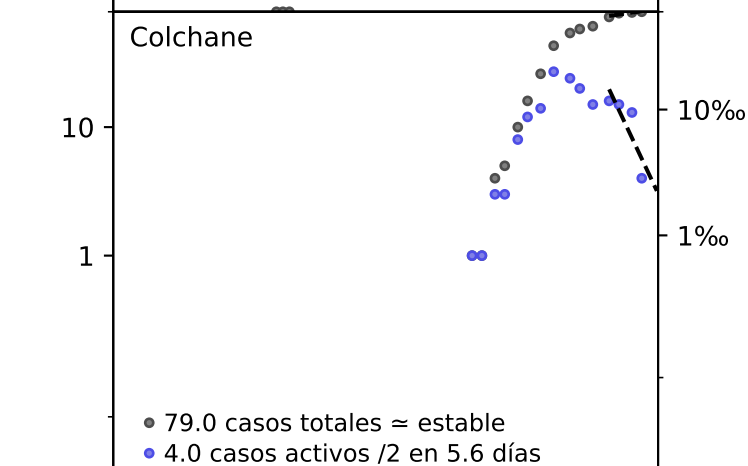 Colchane
10
10‰
1
1‰
79.0 casos totales ≃ estable
4.0 casos activos /2 en 5.6 días